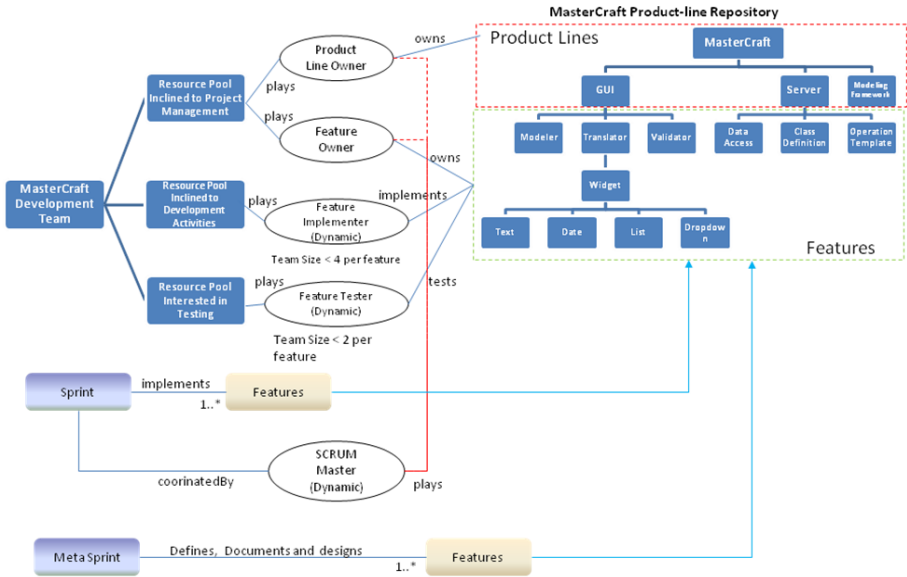 MasterCraft Product-line Repository
Product Lines
MasterCraft
GUI
Server
Modeling
Framework
Modeler
Translator
Validator
Data
Access
Class
Definition
Operation
Template
Widget
Text
Date
List
Dropdow
n
Features
owns
Product
Line Owner
plays
Resource Pool
Inclined to Project
Management
plays
Feature
Owner
owns
implements
MasterCraft
Development
Team
Resource Pool
Inclined to
Development
Activities
plays
Feature
Implementer
(Dynamic)
Team Size < 4 per feature
tests
Resource Pool
Interested in
Testing
plays
Feature Tester
(Dynamic)
Team Size < 2 per
feature
Sprint
implements
1..*
Features
coorinatedBy
SCRUM
Master
(Dynamic)
plays
Meta Sprint
Defines, Documents and designs
1..*
Features